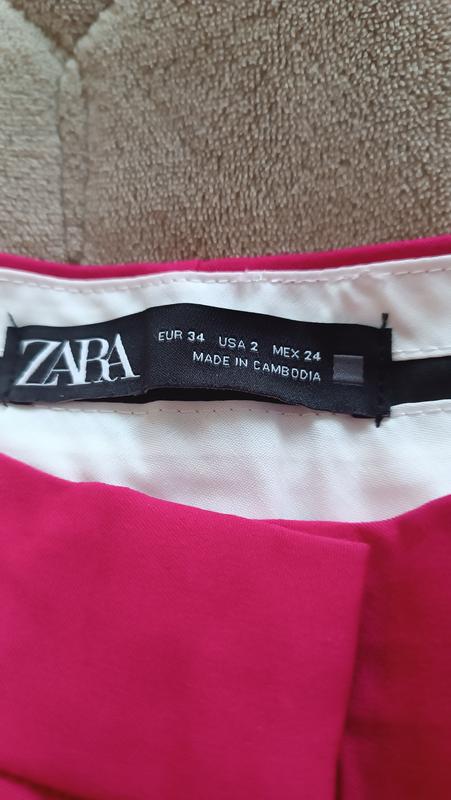 ZARA
EUR 34 USA 2 MEX 24
MADE IN CAMBODIA